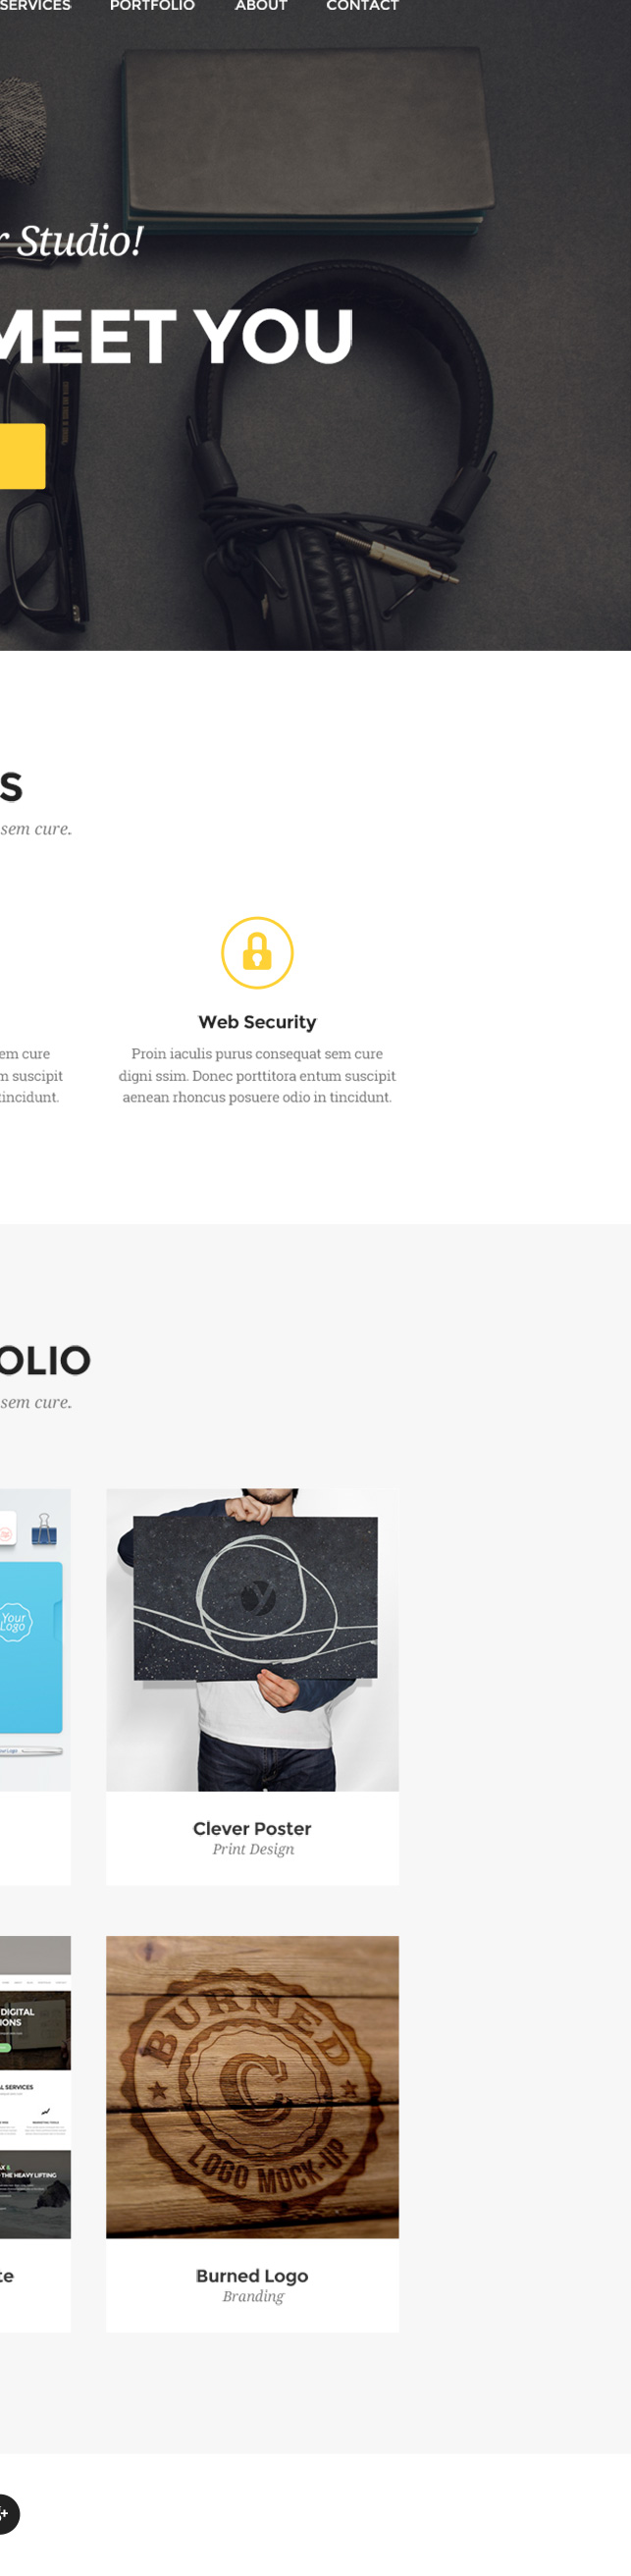 SERVICES PORTFOLIO ABOUT CONTACT
r Studio!
MEET YOU
S
sem cure.
Web Security
em cure
m suscipit
tincidunt.
Proin iaculis purus consequat sem cure
digni ssim. Donec porttitora entum suscipit
aenean rhoncus posuere odio in tincidunt.
OLIO
sem cure.
Your
Logo
Clever Poster
Print Design
DIGITAL
IONS
L SERVICES
THE HEAVY LIFTING
te
BURNED
C
LOGO MOCK-UP
Burned Logo
Branding